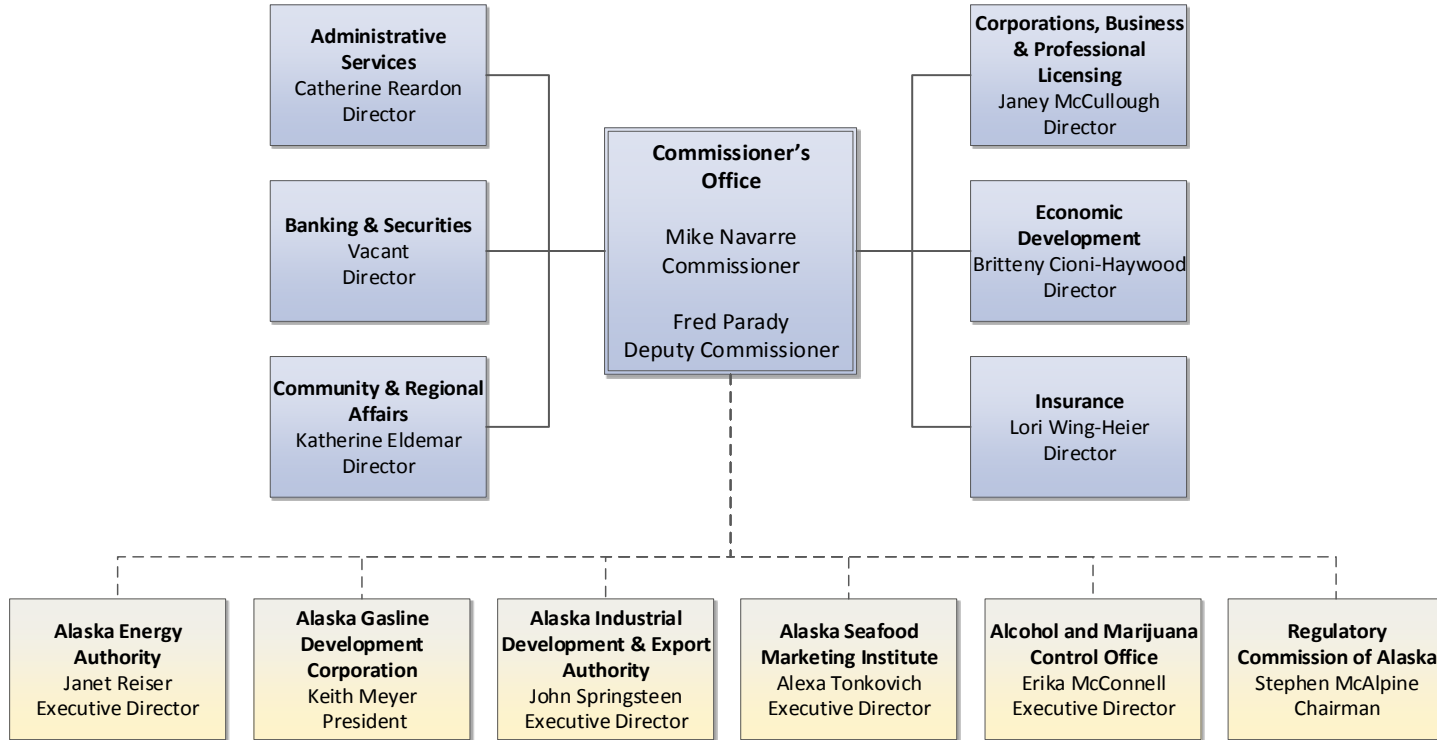 Administrative
Services
Catherine Reardon
Director
Corporations, Business
& Professional
Licensing
Janey McCullough
Director
Commissioner’s
Office
Mike Navarre
Commissioner
Fred Parady
Deputy Commissioner
Banking & Securities
Vacant
Director
Economic
Development
Britteny Cioni-Haywood
Director
Community & Regional
Affairs
Katherine Eldemar
Director
Insurance
Lori Wing-Heier
Director
Alaska Energy
Authority
Janet Reiser
Executive Director
Alaska Gasline
Development
Corporation
Keith Meyer
President
Alaska Industrial
Development & Export
Authority
John Springsteen
Executive Director
Alaska Seafood
Marketing Institute
Alexa Tonkovich
Executive Director
Alcohol and Marijuana
Control Office
Erika McConnell
Executive Director
Regulatory
Commission of Alaska
Stephen McAlpine
Chairman